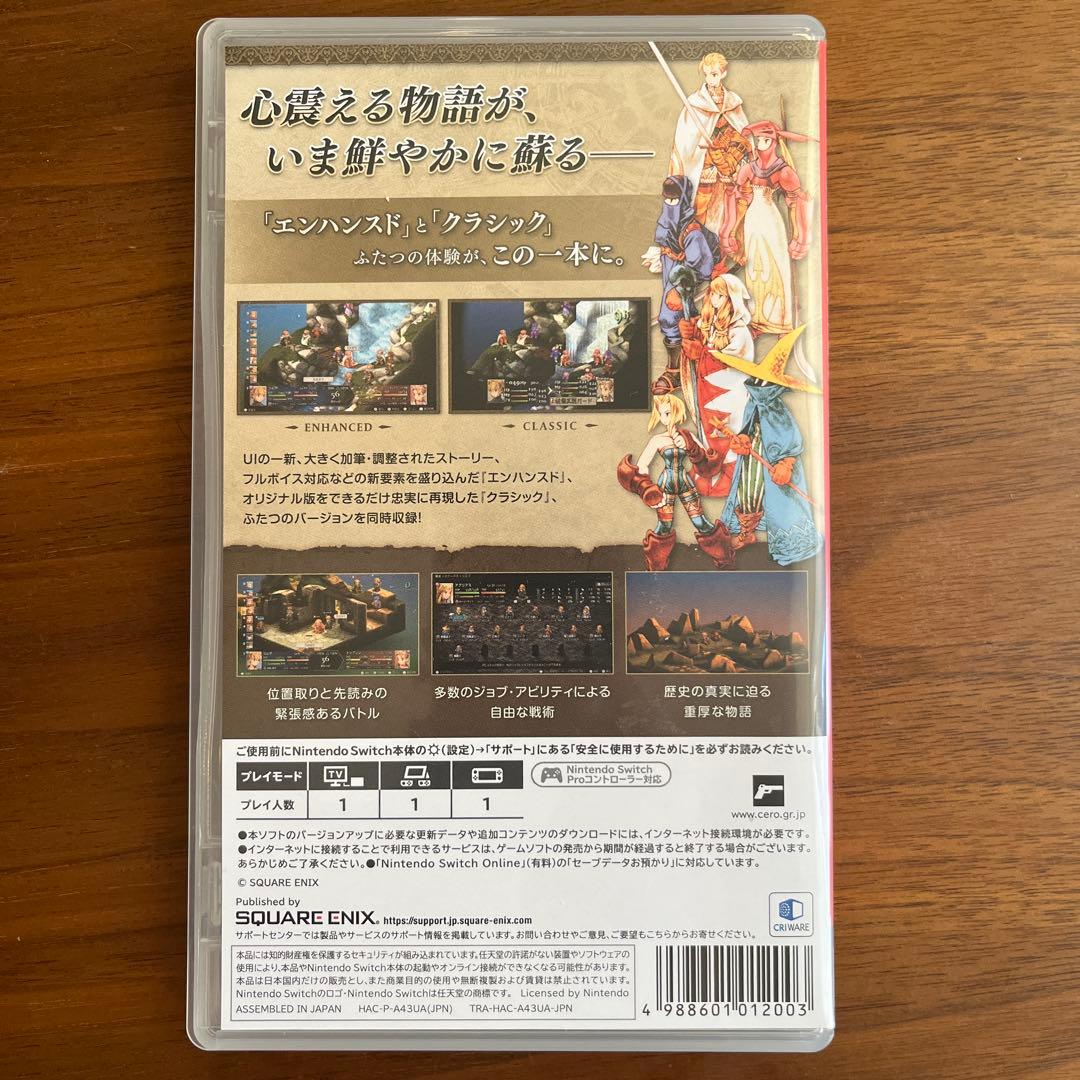 心震える物語が、
いま鮮やかに蘇る――
「エンハンスド」と「クラシック」
ふたつの体験が、この一本に。
ENHANCED
CLASSIC
UIの一新、大きく加筆・調整されたストーリー、
フルボイス対応などの新要素を盛り込んだ『エンハンスド』、
オリジナル版をできるだけ忠実に再現した『クラシック』、
ふたつのバージョンを同時収録!
位置取りと先読みの
緊張感あるバトル
多数のジョブ・アビリティによる
自由な戦術
歴史の真実に迫る
重厚な物語
ご使用前にNintendo Switch本体の(設定)→「サポート」にある「安全に使用するために」を必ずお読みください。
プレイモード TV
プレイ人数 1 1 1
Nintendo Switch
Proコントローラー対応
www.cero.gr.jp
●本ソフトのバージョンアップに必要な更新データや追加コンテンツのダウンロードには、インターネット接続環境が必要です。
●インターネットに接続することで利用できるサービスは、ゲームソフトの発売から期間が経過すると終了する場合がございます。
あらかじめご了承ください。●「Nintendo Switch Online」(有料)の「セーブデータお預かり」に対応しています。
© SQUARE ENIX
Published by
SQUARE ENIX. https://support.jp.square-enix.com
サポートセンターでは製品やサービスのサポート情報を掲載しています。お問い合わせやご意見、ご要望もこちらからお寄せください。
CRIWARE
本品には知的財産権を保護するセキュリティが組み込まれています。任天堂の許諾がない装置やソフトウェアの
使用により、本品やNintendo Switch本体の起動やオンライン接続ができなくなる可能性があります。
本品は日本国内だけの販売とし、また商業目的の使用や無断複製および賃貸は禁止されています。
Nintendo Switchのロゴ・Nintendo Switchは任天堂の商標です。 Licensed by Nintendo
ASSEMBLED IN JAPAN HAC-P-A43UA(JPN) TRA-HAC-A43UA-JPN
4 988601 012003